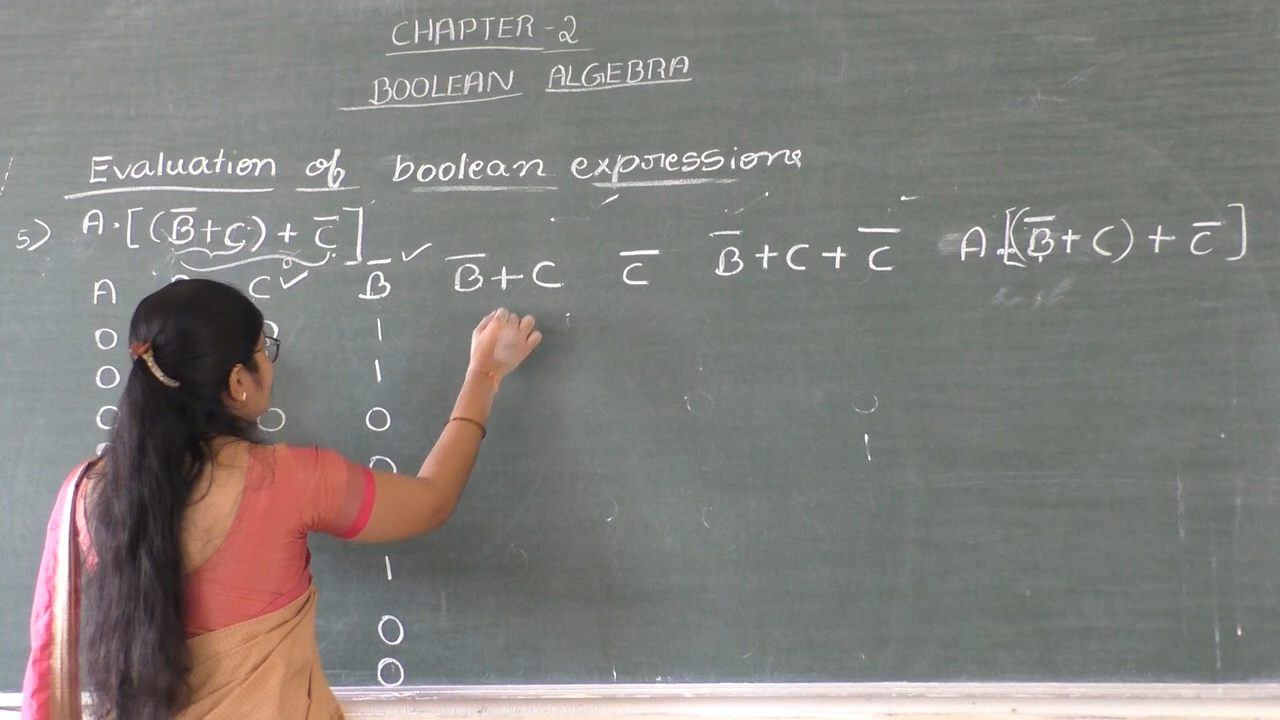 CHAPTER-2
BOOLEAN ALGEBRA
Evaluation of boolean expressions
5) A·[(B̅+C)+C̅]
A C✓ B̅✓ B̅+C C̅ B̅+C+C̅ A·[(B̅+C)+C̅]
0 1
0 1
0 0 0
0
1
0
0